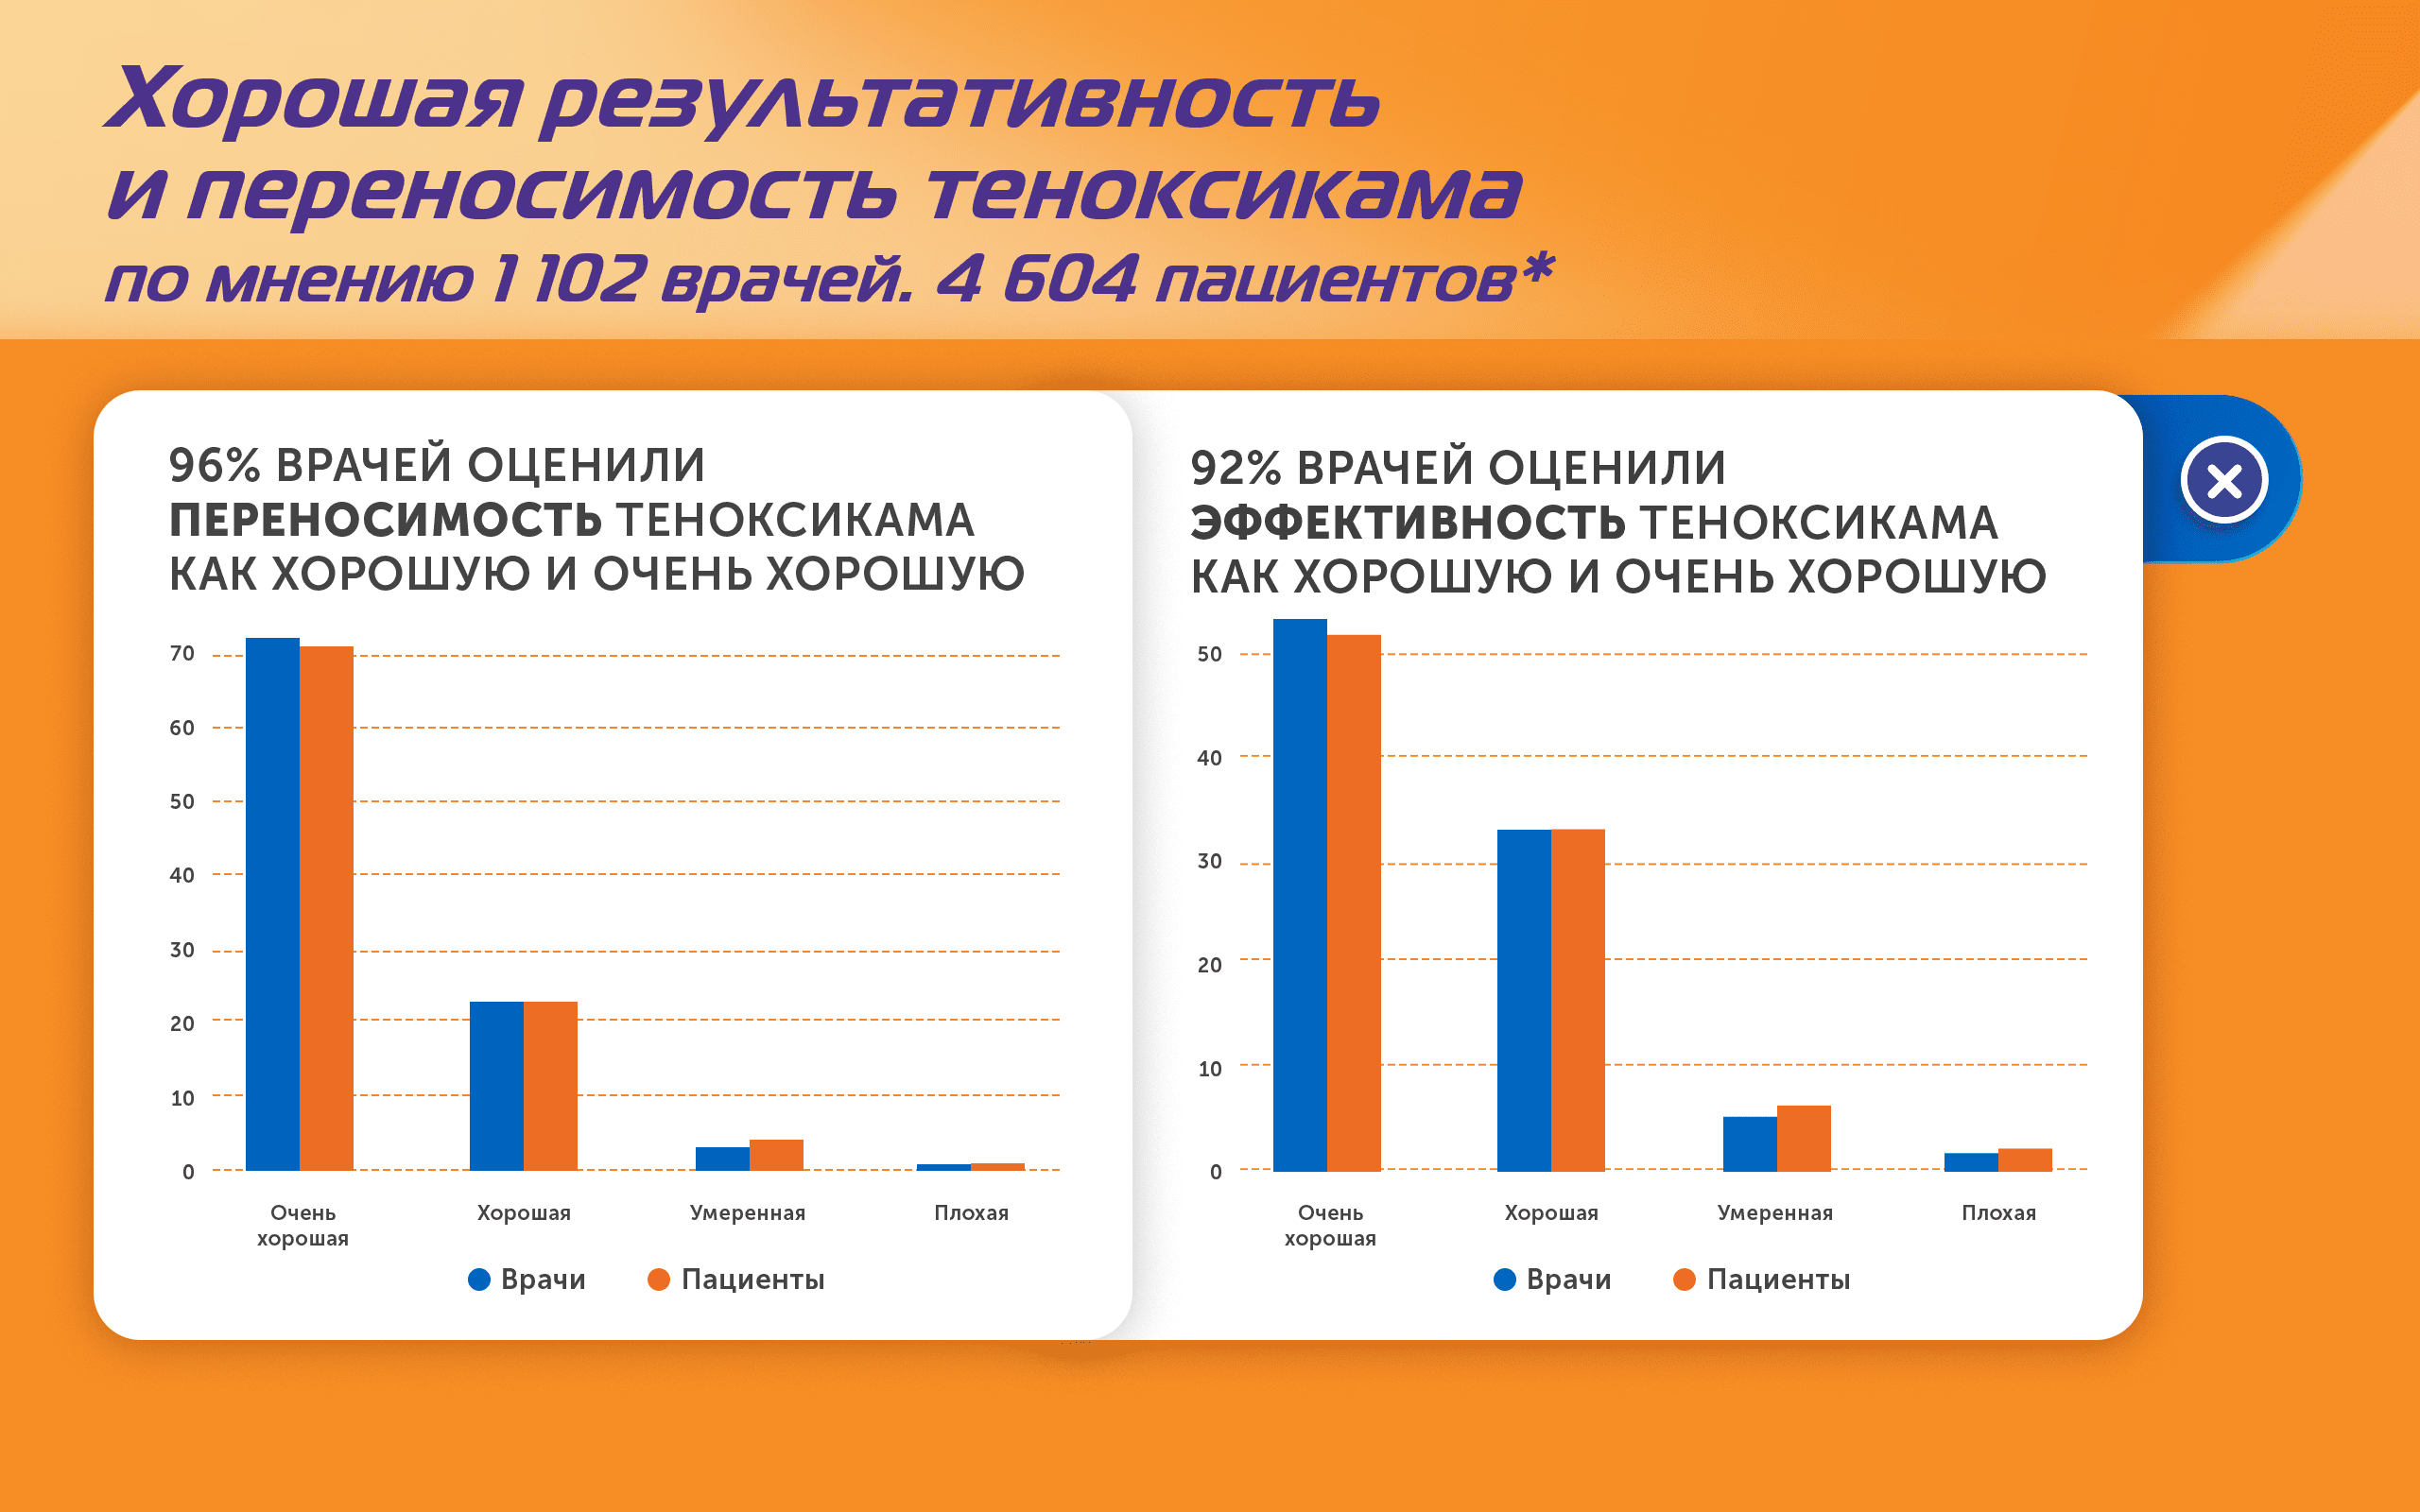 Хорошая результативность
и переносимость теноксикама
по мнению 1 102 врачей. 4 604 пациентов*
96% ВРАЧЕЙ ОЦЕНИЛИ
ПЕРЕНОСИМОСТЬ ТЕНОКСИКАМА
КАК ХОРОШУЮ И ОЧЕНЬ ХОРОШУЮ
70
60
50
40
30
20
10
0
Очень
хорошая
Хорошая
Умеренная
Плохая
Врачи
Пациенты
92% ВРАЧЕЙ ОЦЕНИЛИ
ЭФФЕКТИВНОСТЬ ТЕНОКСИКАМА
КАК ХОРОШУЮ И ОЧЕНЬ ХОРОШУЮ
50
40
30
20
10
0
Очень
хорошая
Хорошая
Умеренная
Плохая
Врачи
Пациенты